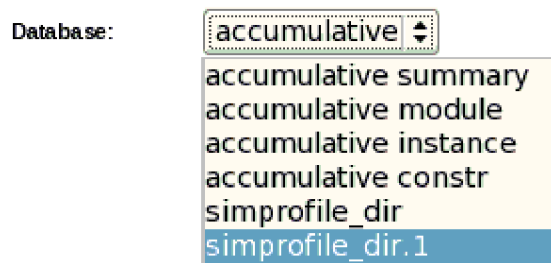 Database: accumulative
accumulative summary
accumulative module
accumulative instance
accumulative constr
simprofile_dir
simprofile_dir.1